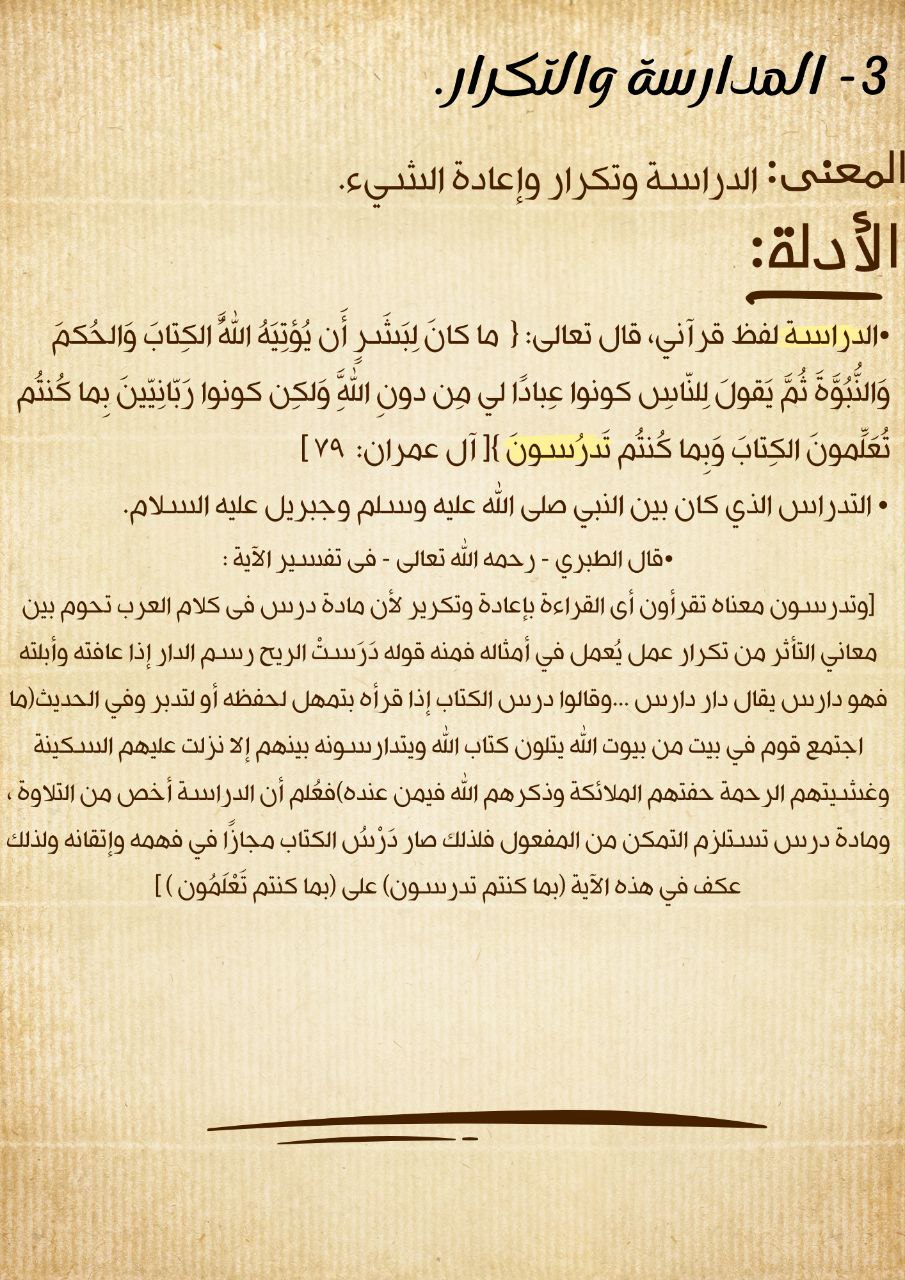 3- المدارسة والتكرار.
المعنى: الدراسة وتكرار وإعادة الشيء.
الأدلة:
•الدراسة لفظ قرآني، قال تعالى: { ما كانَ لِبَشَرٍ أَن يُؤتِيَهُ اللَّهُ الكِتابَ وَالحُكمَ
وَالنُّبُوَّةَ ثُمَّ يَقولَ لِلنّاسِ كونوا عِبادًا لي مِن دونِ اللَّهِ وَلكِن كونوا رَبّانِيّينَ بِما كُنتُم
تُعَلِّمونَ الكِتابَ وَبِما كُنتُم تَدرُسونَ }[ آل عمران: ٧٩ ]
• التدراس الذي كان بين النبي صلى الله عليه وسلم وجبريل عليه السلام.
•قال الطبري - رحمه الله تعالى - فى تفسير الآية :
[وتدرسون معناه تقرأون أى القراءة بإعادة وتكرير لأن مادة درس فى كلام العرب تحوم بين
معاني التأثر من تكرار عمل يُعمل في أمثاله فمنه قوله دَرَستْ الريح رسم الدار إذا عافته وأبلته
فهو دارس يقال دار دارس ...وقالوا درس الكتاب إذا قرأه بتمهل لحفظه أو لتدبر وفي الحديث(ما
اجتمع قوم في بيت من بيوت الله يتلون كتاب الله ويتدارسونه بينهم إلا نزلت عليهم السكينة
وغشيتهم الرحمة حفتهم الملائكة وذكرهم الله فيمن عنده)فعُلم أن الدراسة أخص من التلاوة ،
ومادة درس تستلزم التمكن من المفعول فلذلك صار دَرْسُ الكتاب مجازًا في فهمه وإتقانه ولذلك
عكف في هذه الآية (بما كنتم تدرسون) على (بما كنتم تَعْلَمُون ) ]